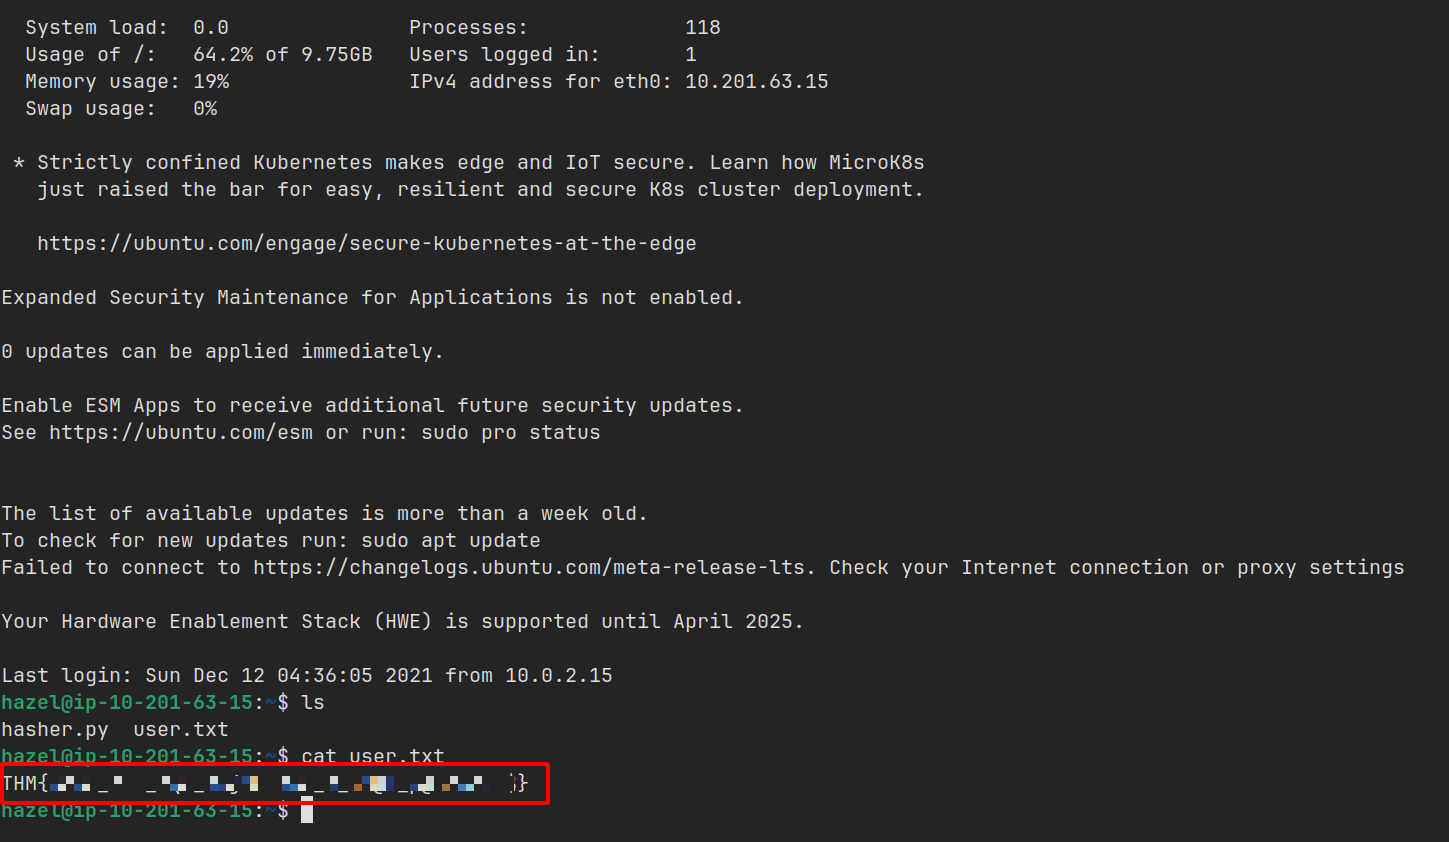 System load:  0.0               Processes:             118
Usage of /:   64.2% of 9.75GB   Users logged in:       1
Memory usage: 19%               IPv4 address for eth0: 10.201.63.15
Swap usage:   0%
* Strictly confined Kubernetes makes edge and IoT secure. Learn how MicroK8s
just raised the bar for easy, resilient and secure K8s cluster deployment.
https://ubuntu.com/engage/secure-kubernetes-at-the-edge
Expanded Security Maintenance for Applications is not enabled.
0 updates can be applied immediately.
Enable ESM Apps to receive additional future security updates.
See https://ubuntu.com/esm or run: sudo pro status
The list of available updates is more than a week old.
To check for new updates run: sudo apt update
Failed to connect to https://changelogs.ubuntu.com/meta-release-lts. Check your Internet connection or proxy settings
Your Hardware Enablement Stack (HWE) is supported until April 2025.
Last login: Sun Dec 12 04:36:05 2021 from 10.0.2.15
hazel@ip-10-201-63-15:~$ ls
hasher.py  user.txt
hazel@ip-10-201-63-15:~$ cat user.txt
THM{
hazel@ip-10-201-63-15:~$